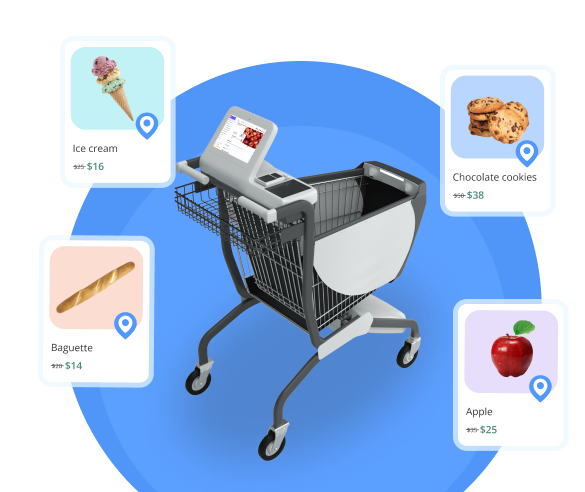 Ice cream
$25 $16
Chocolate cookies
$50 $38
Baguette
$20 $14
Apple
$35 $25